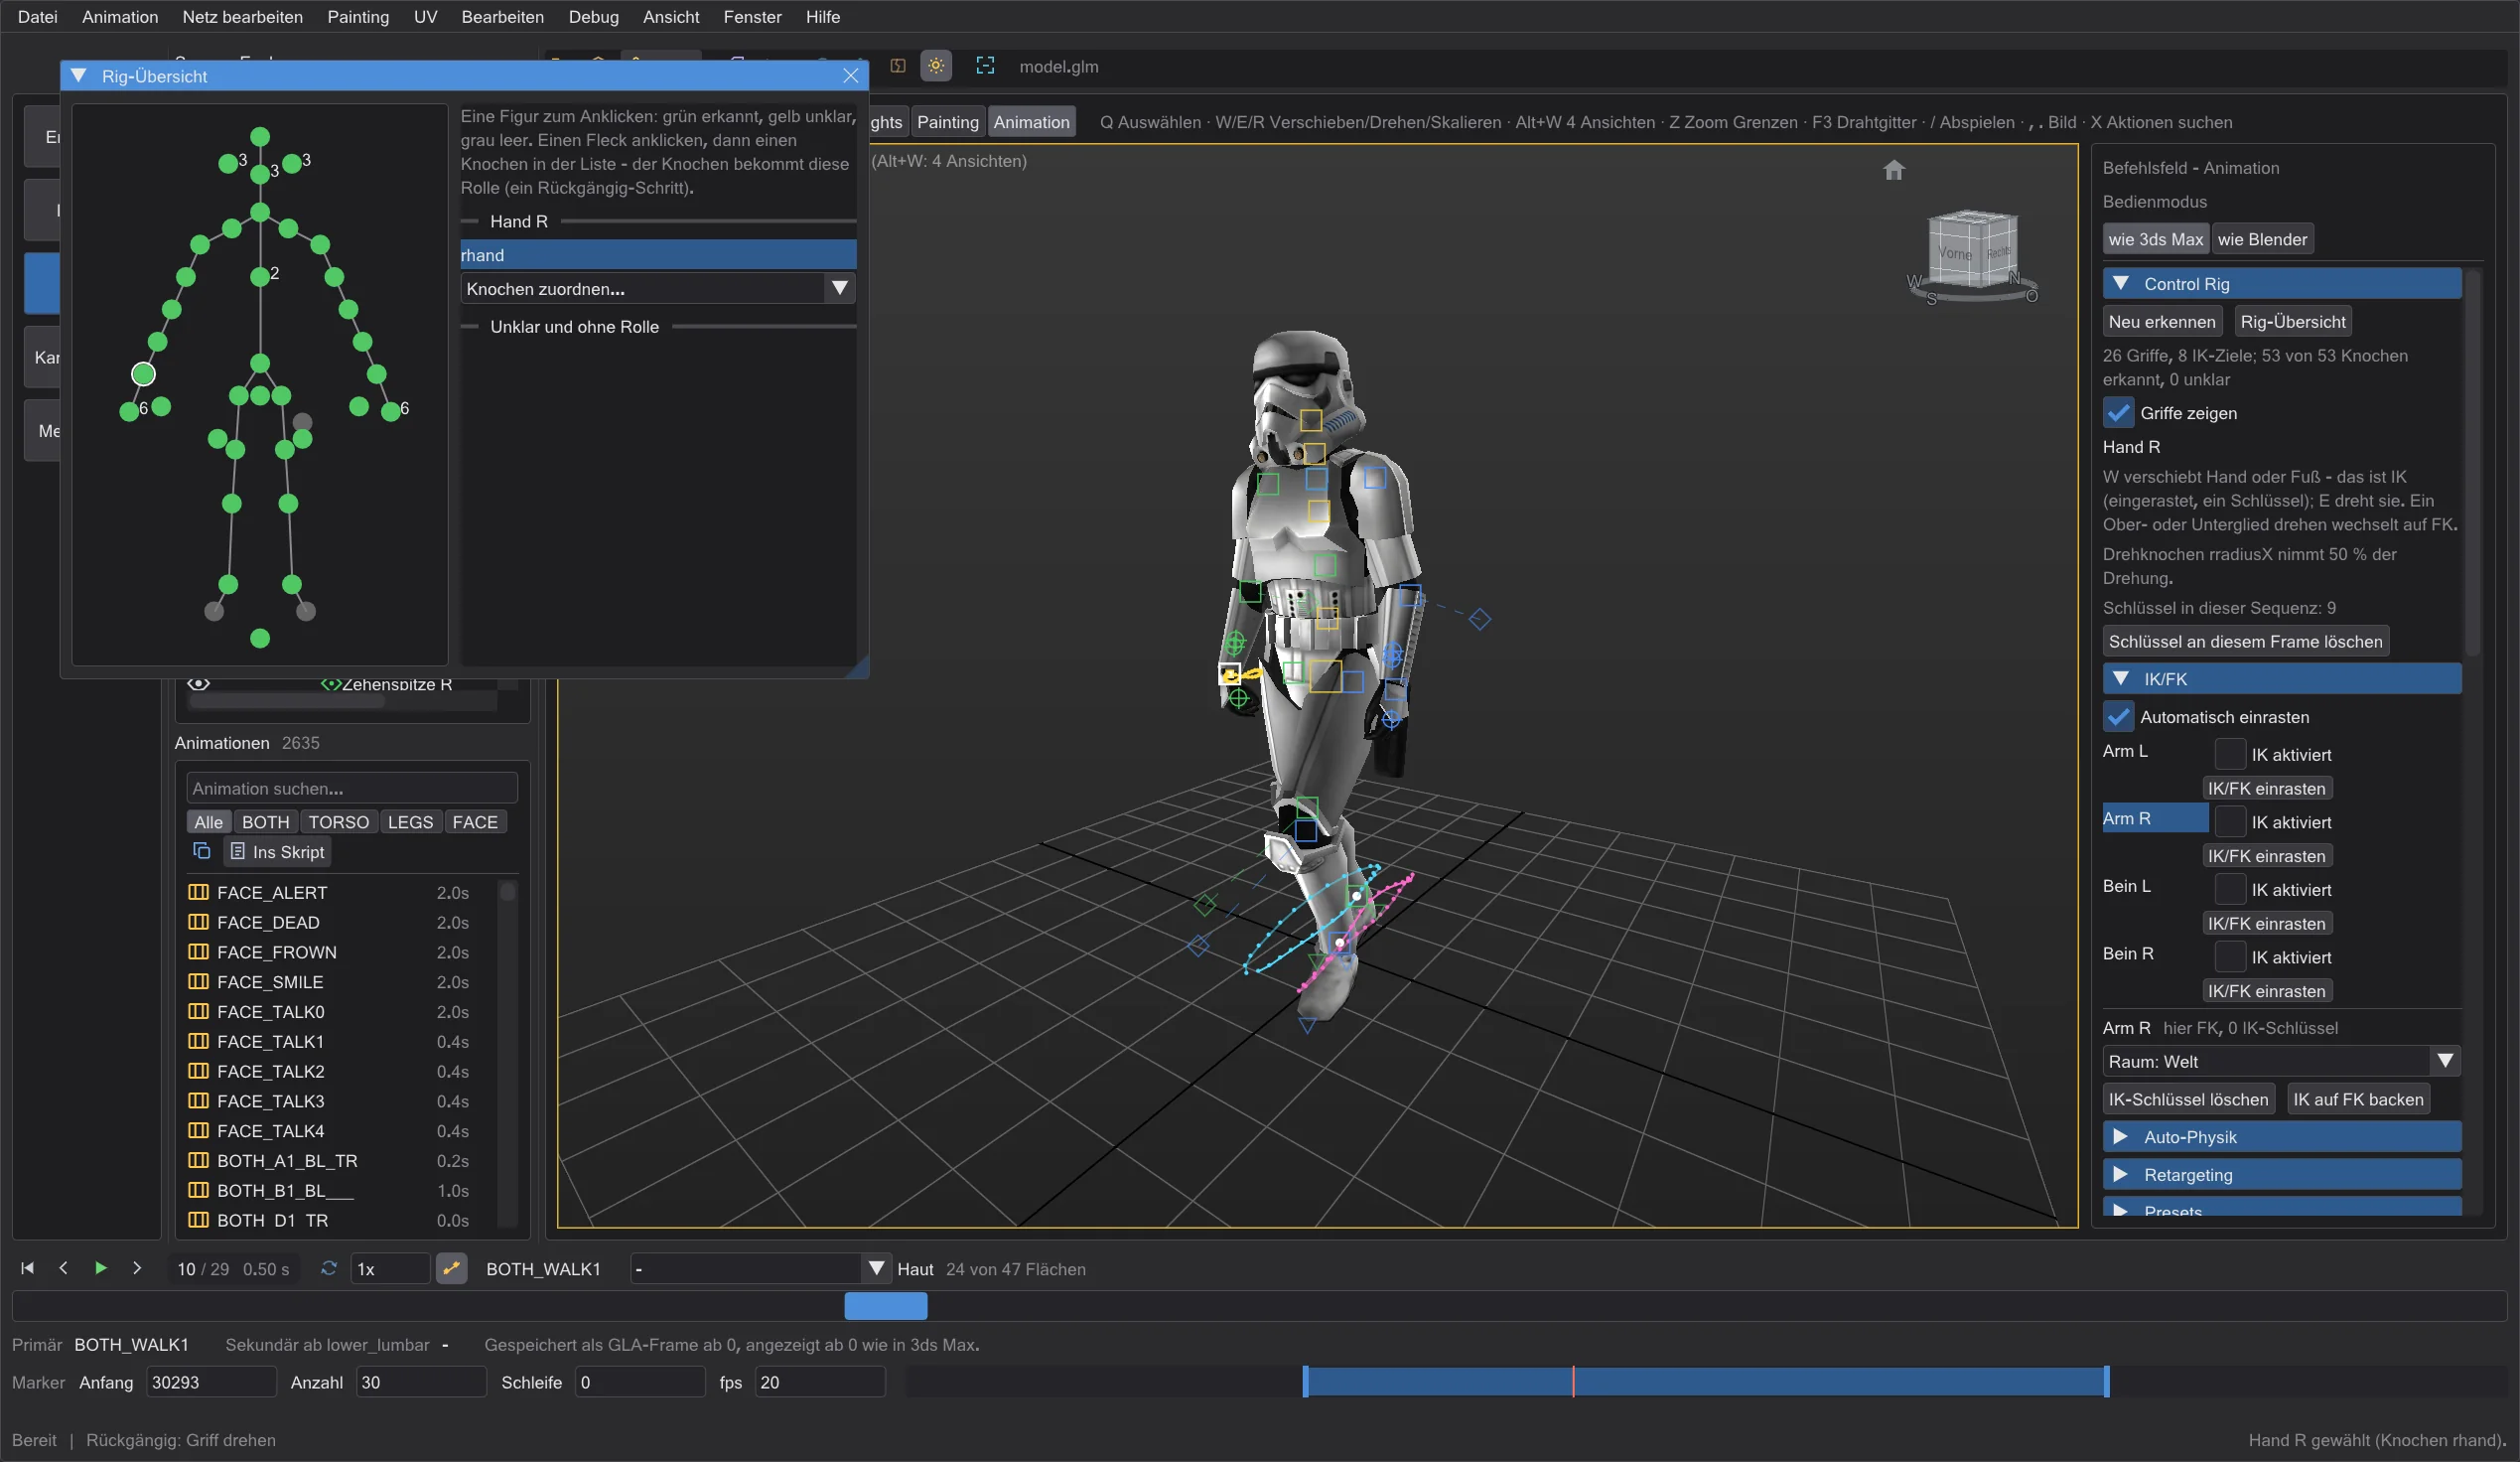 Datei Animation Netz bearbeiten Painting UV Bearbeiten Debug Ansicht Fenster Hilfe
model.glm
Rig-Übersicht
3 3
3
2
6 6
Eine Figur zum Anklicken: grün erkannt, gelb unklar,
grau leer. Einen Fleck anklicken, dann einen
Knochen in der Liste - der Knochen bekommt diese
Rolle (ein Rückgängig-Schritt).
Hand R
rhand
Knochen zuordnen...
Unklar und ohne Rolle
ghts Painting Animation Q Auswählen · W/E/R Verschieben/Drehen/Skalieren · Alt+W 4 Ansichten · Z Zoom Grenzen · F3 Drahtgitter · / Abspielen · , . Bild · X Aktionen suchen
(Alt+W: 4 Ansichten)
Vorne Rechts
W S N O
Kar
Me
Zehenspitze R
Animationen 2635
Animation suchen...
Alle BOTH TORSO LEGS FACE
Ins Skript
FACE_ALERT 2.0s
FACE_DEAD 2.0s
FACE_FROWN 2.0s
FACE_SMILE 2.0s
FACE_TALK0 2.0s
FACE_TALK1 0.4s
FACE_TALK2 0.4s
FACE_TALK3 0.4s
FACE_TALK4 0.4s
BOTH_A1_BL_TR 0.2s
BOTH_B1_BL___ 1.0s
BOTH_D1_TR 0.0s
Befehlsfeld - Animation
Bedienmodus
wie 3ds Max wie Blender
Control Rig
Neu erkennen Rig-Übersicht
26 Griffe, 8 IK-Ziele; 53 von 53 Knochen
erkannt, 0 unklar
Griffe zeigen
Hand R
W verschiebt Hand oder Fuß - das ist IK
(eingerastet, ein Schlüssel); E dreht sie. Ein
Ober- oder Unterglied drehen wechselt auf FK.
Drehknochen rradiusX nimmt 50 % der
Drehung.
Schlüssel in dieser Sequenz: 9
Schlüssel an diesem Frame löschen
IK/FK
Automatisch einrasten
Arm L IK aktiviert
IK/FK einrasten
Arm R IK aktiviert
IK/FK einrasten
Bein L IK aktiviert
IK/FK einrasten
Bein R IK aktiviert
IK/FK einrasten
Arm R hier FK, 0 IK-Schlüssel
Raum: Welt
IK-Schlüssel löschen IK auf FK backen
Auto-Physik
Retargeting
Presets
10 / 29 0.50 s 1x BOTH_WALK1 - Haut 24 von 47 Flächen
Primär BOTH_WALK1 Sekundär ab lower_lumbar - Gespeichert als GLA-Frame ab 0, angezeigt ab 0 wie in 3ds Max.
Marker Anfang 30293 Anzahl 30 Schleife 0 fps 20
Bereit | Rückgängig: Griff drehen
Hand R gewählt (Knochen rhand).